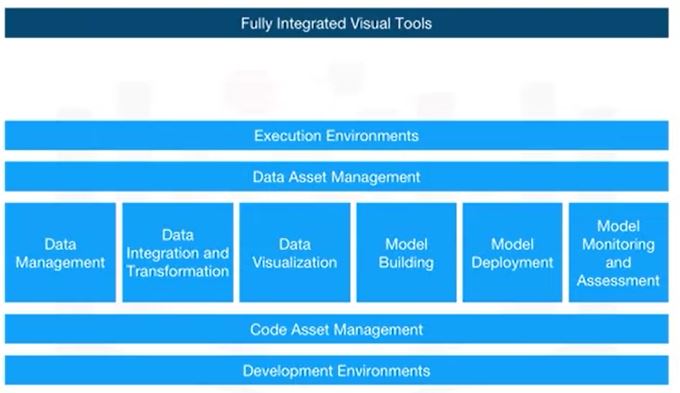 Fully Integrated Visual Tools
Execution Environments
Data Asset Management
Data
Management
Data
Integration and
Transformation
Data
Visualization
Model
Building
Model
Deployment
Model
Monitoring
and
Assessment
Code Asset Management
Development Environments